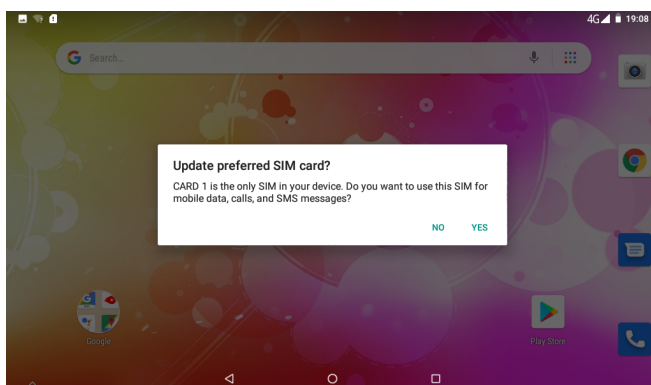 4G 19:08
Search...
Update preferred SIM card?
CARD 1 is the only SIM in your device. Do you want to use this SIM for
mobile data, calls, and SMS messages?
NO YES
Google Play Store